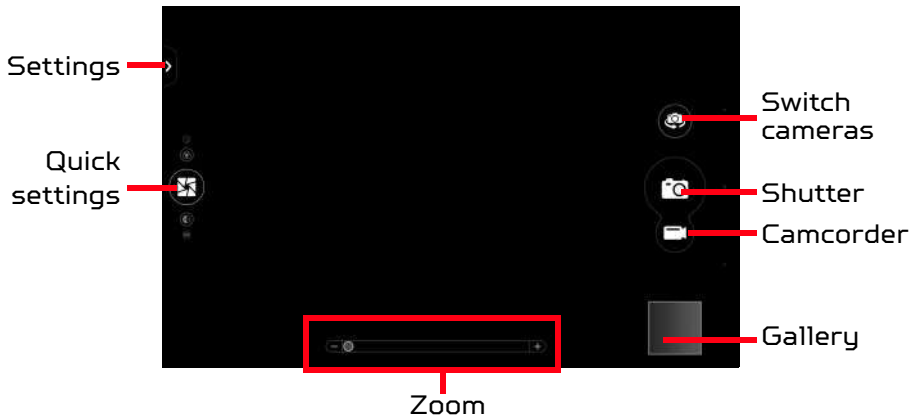 Settings
Quick
settings
Switch
cameras
Shutter
Camcorder
Gallery
Zoom